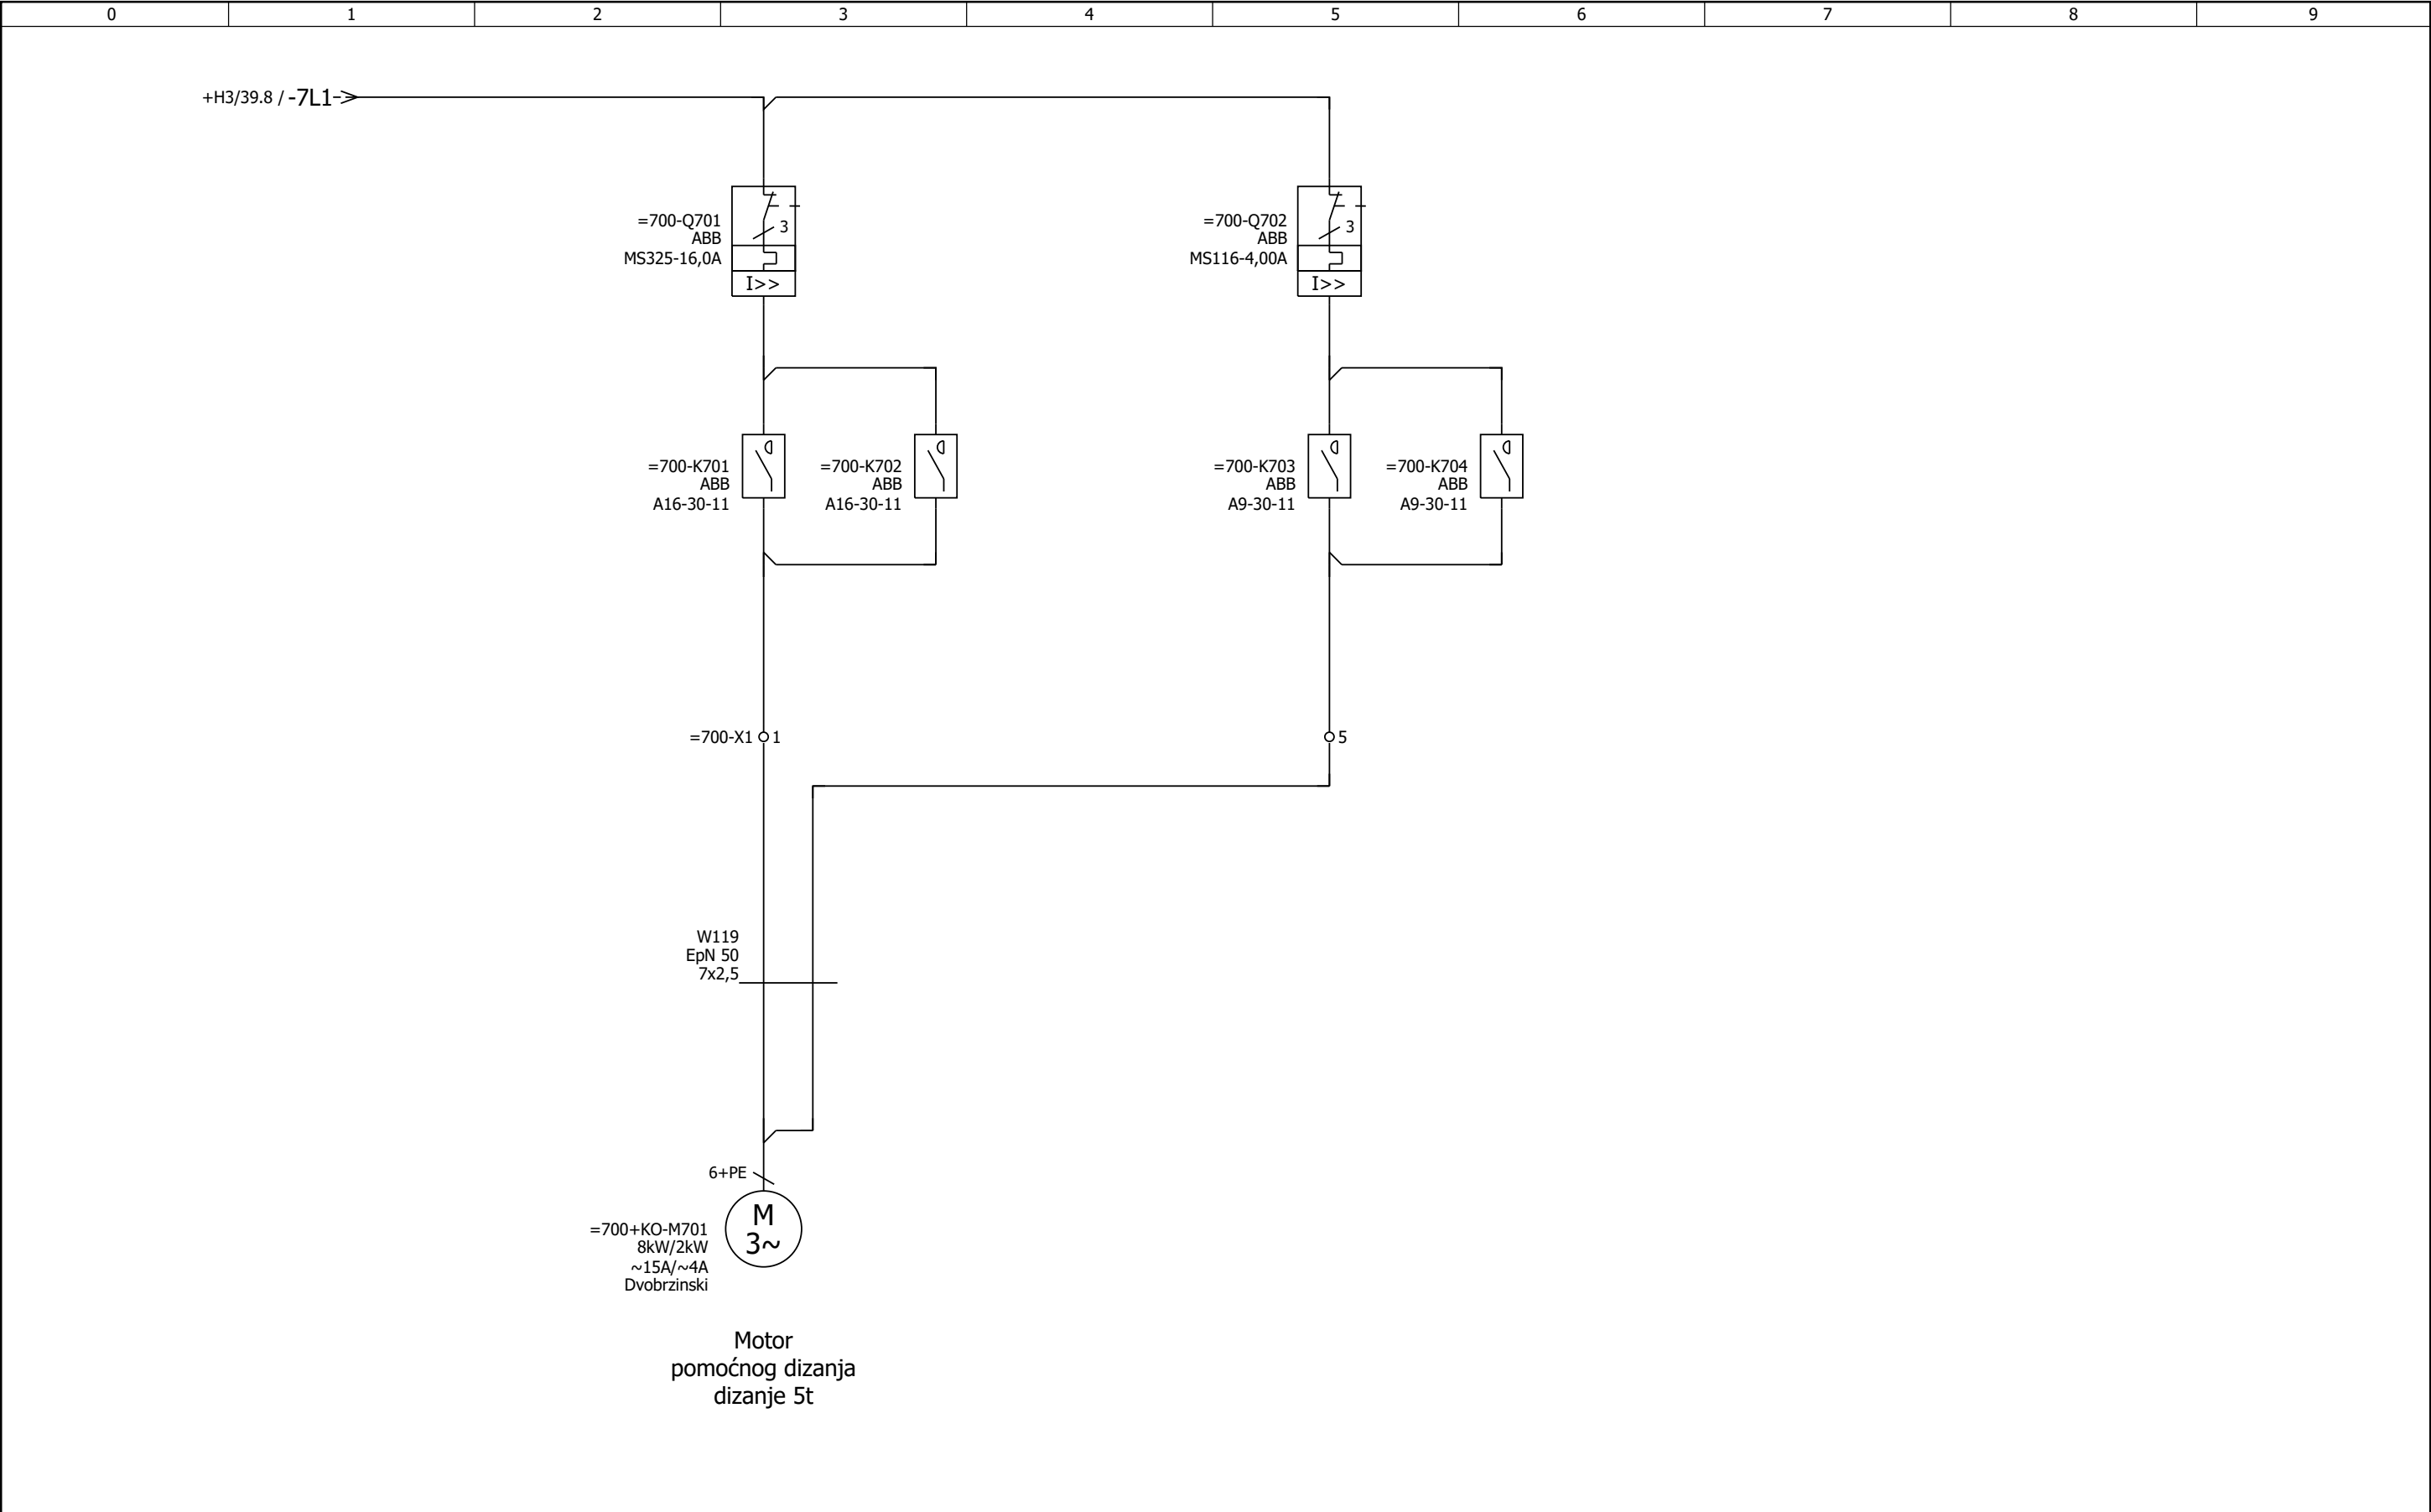 0 1 2 3 4 5 6 7 8 9
+H3/39.8 / -7L1
=700-Q701
ABB
MS325-16,0A
3
I>>
=700-Q702
ABB
MS116-4,00A
3
I>>
=700-K701
ABB
A16-30-11
=700-K702
ABB
A16-30-11
=700-K703
ABB
A9-30-11
=700-K704
ABB
A9-30-11
=700-X1 1
5
W119
EpN 50
7x2,5
6+PE
=700+KO-M701
8kW/2kW
~15A/~4A
Dvobrzinski
M
3~
Motor
pomoćnog dizanja
dizanje 5t